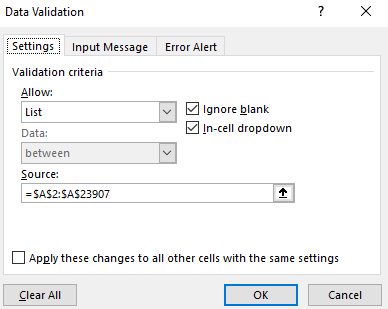 Data Validation ? ×
Settings Input Message Error Alert
Validation criteria
Allow:
List
Ignore blank
Data:
In-cell dropdown
between
Source:
=$A$2:$A$23907
Apply these changes to all other cells with the same settings
Clear All OK Cancel